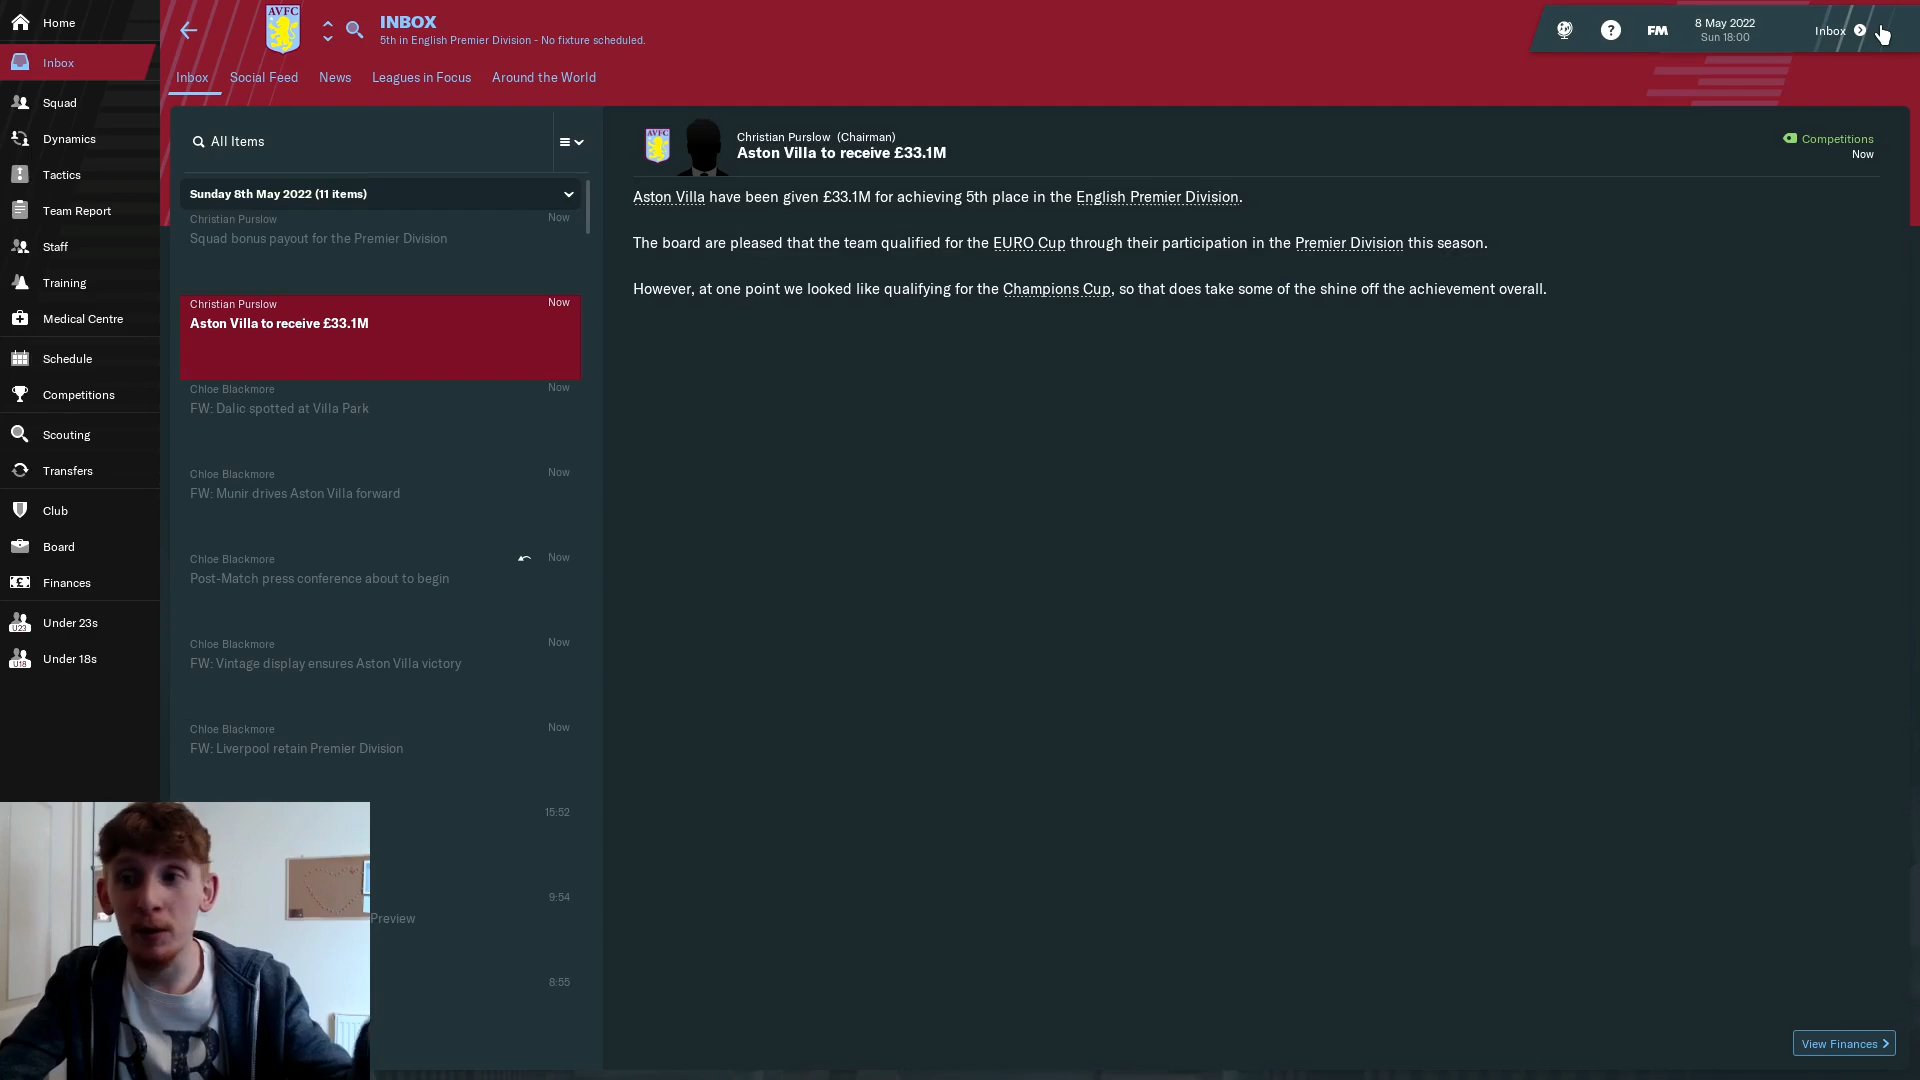 Home
Inbox
Squad
Dynamics
Tactics
Team Report
Staff
Training
Medical Centre
Schedule
Competitions
Scouting
Transfers
Club
Board
Finances
U23 Under 23s
U18 Under 18s
AVFC
INBOX
5th in English Premier Division - No fixture scheduled.
?
FM
8 May 2022
Sun 18:00
Inbox
Inbox Social Feed News Leagues in Focus Around the World
All Items
Sunday 8th May 2022 (11 items)
Christian Purslow Now
Squad bonus payout for the Premier Division
Christian Purslow Now
Aston Villa to receive £33.1M
Chloe Blackmore Now
FW: Dalic spotted at Villa Park
Chloe Blackmore Now
FW: Munir drives Aston Villa forward
Chloe Blackmore Now
Post-Match press conference about to begin
Chloe Blackmore Now
FW: Vintage display ensures Aston Villa victory
Chloe Blackmore Now
FW: Liverpool retain Premier Division
15:52
9:54
Preview
8:55
AVFC
Christian Purslow (Chairman)
Aston Villa to receive £33.1M
Competitions
Now
Aston Villa have been given £33.1M for achieving 5th place in the English Premier Division.
The board are pleased that the team qualified for the EURO Cup through their participation in the Premier Division this season.
However, at one point we looked like qualifying for the Champions Cup, so that does take some of the shine off the achievement overall.
View Finances